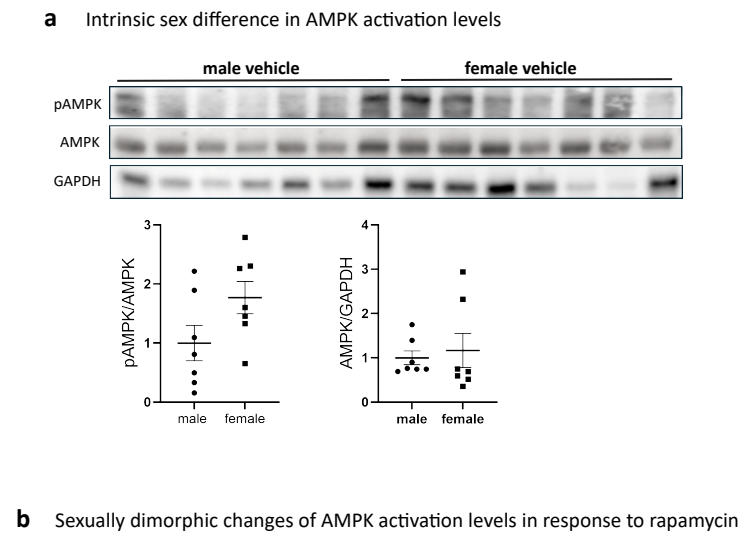 a Intrinsic sex difference in AMPK activation levels
male vehicle female vehicle
pAMPK
AMPK
GAPDH
pAMPK/AMPK
3
2
1
0
male female
AMPK/GAPDH
4
3
2
1
0
male female
b Sexually dimorphic changes of AMPK activation levels in response to rapamycin